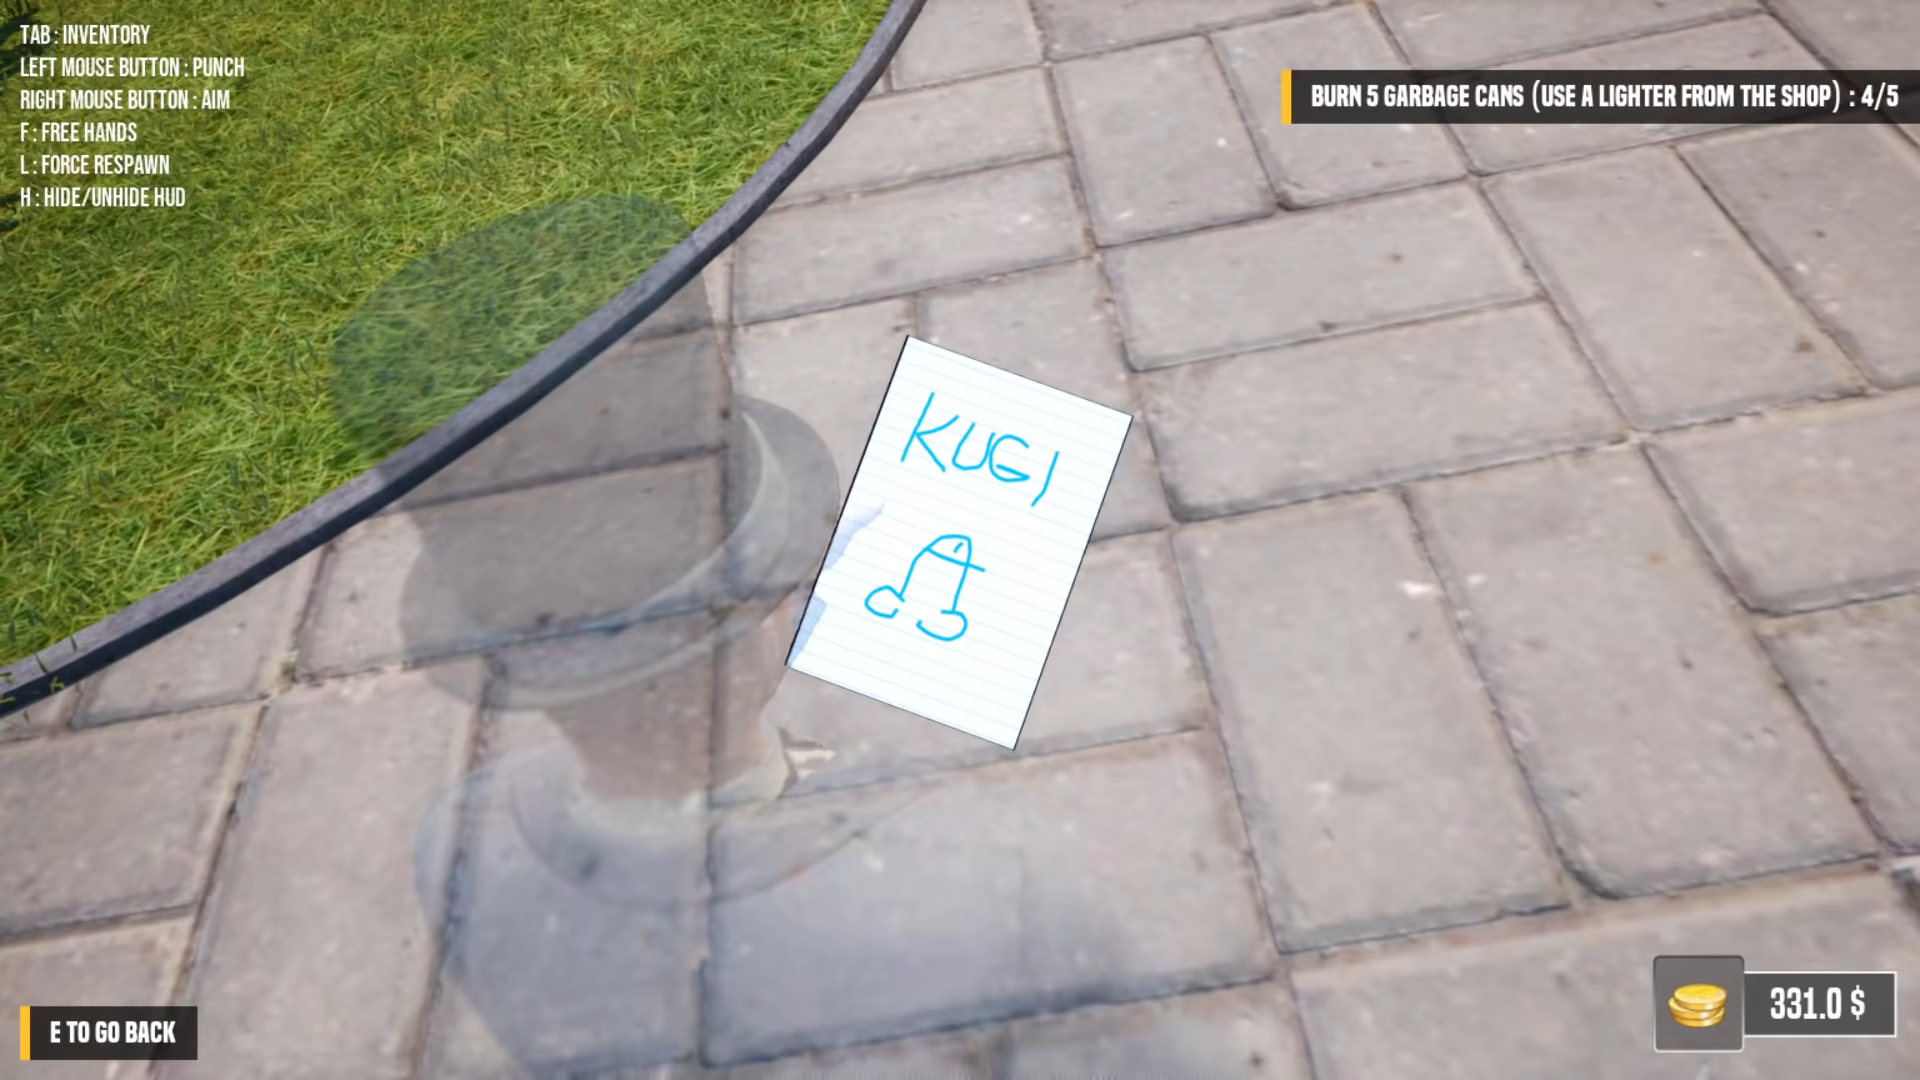 TAB : INVENTORY
LEFT MOUSE BUTTON : PUNCH
RIGHT MOUSE BUTTON : AIM
F : FREE HANDS
L : FORCE RESPAWN
H : HIDE/UNHIDE HUD
BURN 5 GARBAGE CANS (USE A LIGHTER FROM THE SHOP) : 4/5
KUGI
E TO GO BACK
331.0 $